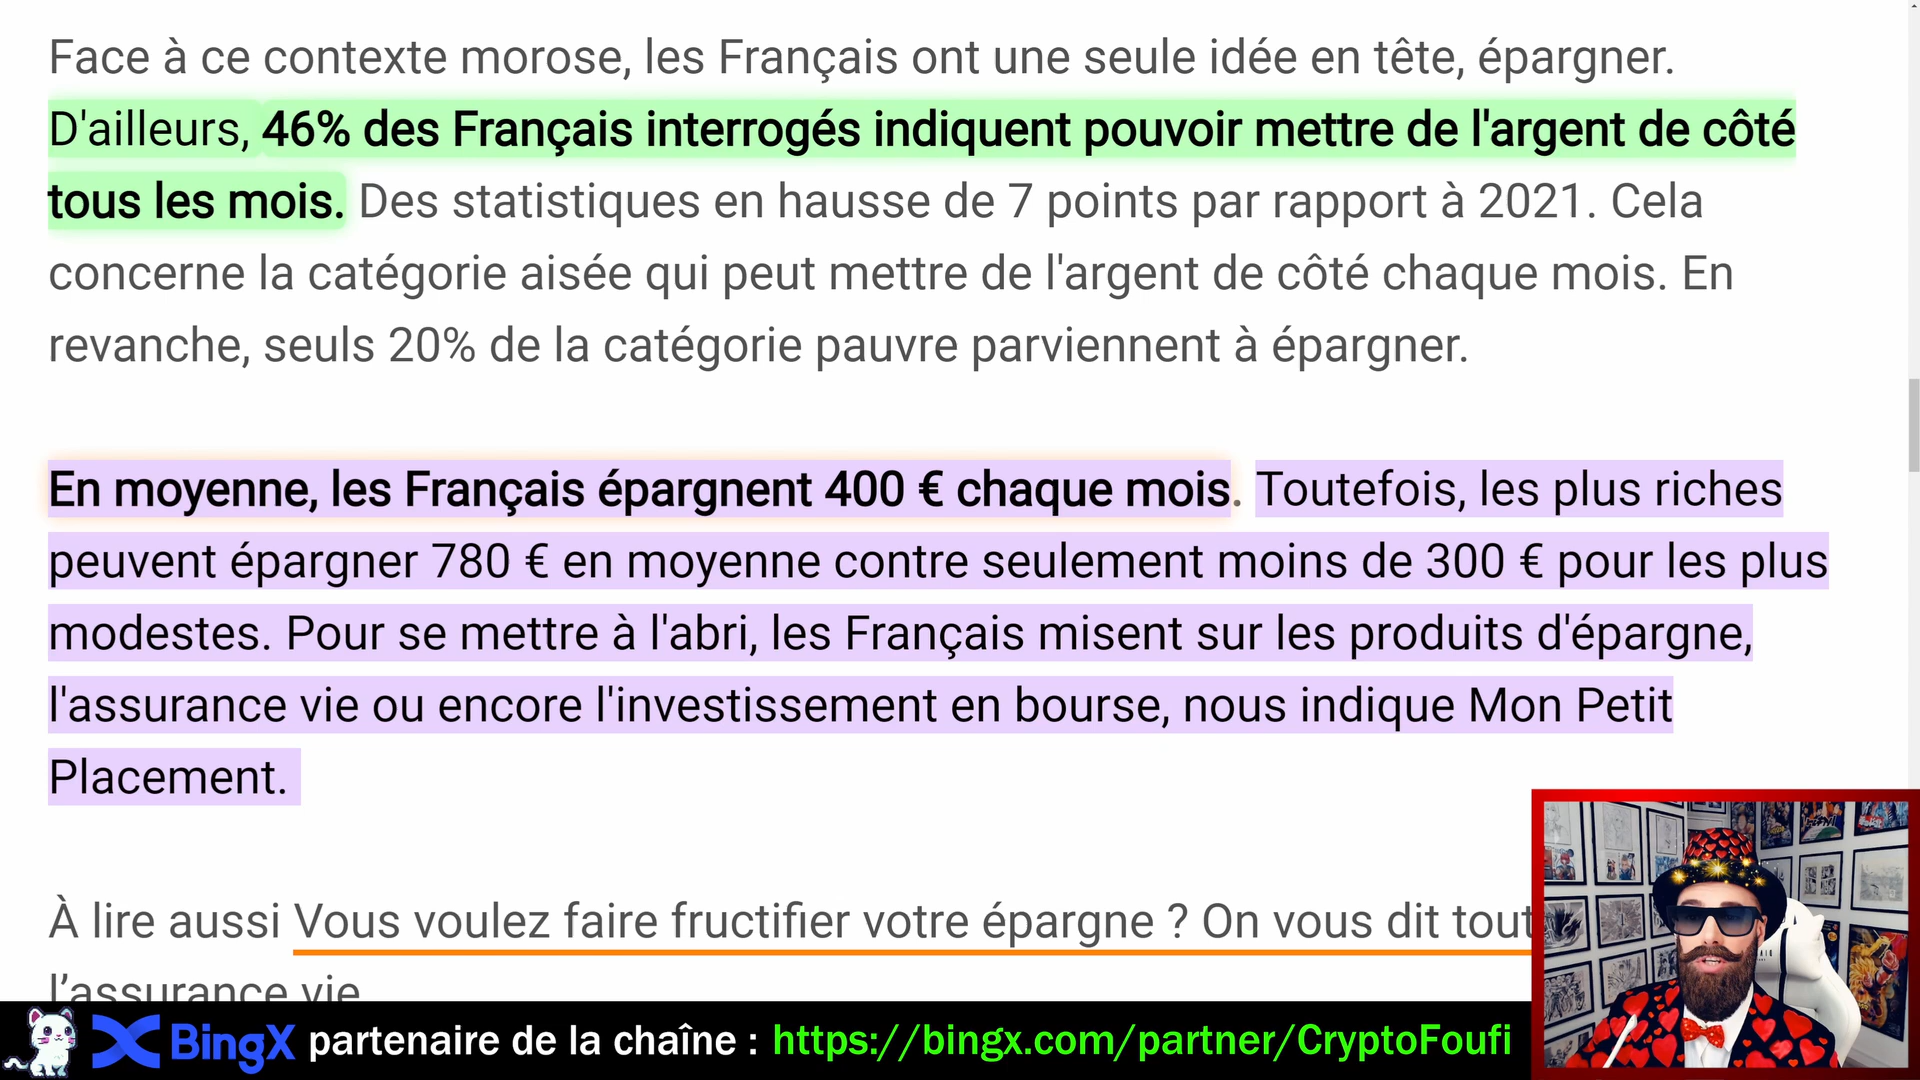 Face à ce contexte morose, les Français ont une seule idée en tête, épargner.
D'ailleurs, 46% des Français interrogés indiquent pouvoir mettre de l'argent de côté
tous les mois. Des statistiques en hausse de 7 points par rapport à 2021. Cela
concerne la catégorie aisée qui peut mettre de l'argent de côté chaque mois. En
revanche, seuls 20% de la catégorie pauvre parviennent à épargner.
En moyenne, les Français épargnent 400 € chaque mois. Toutefois, les plus riches
peuvent épargner 780 € en moyenne contre seulement moins de 300 € pour les plus
modestes. Pour se mettre à l'abri, les Français misent sur les produits d'épargne,
l'assurance vie ou encore l'investissement en bourse, nous indique Mon Petit
Placement.
À lire aussi Vous voulez faire fructifier votre épargne ? On vous dit tout
l’assurance vie
BingX partenaire de la chaîne : https://bingx.com/partner/CryptoFoufi